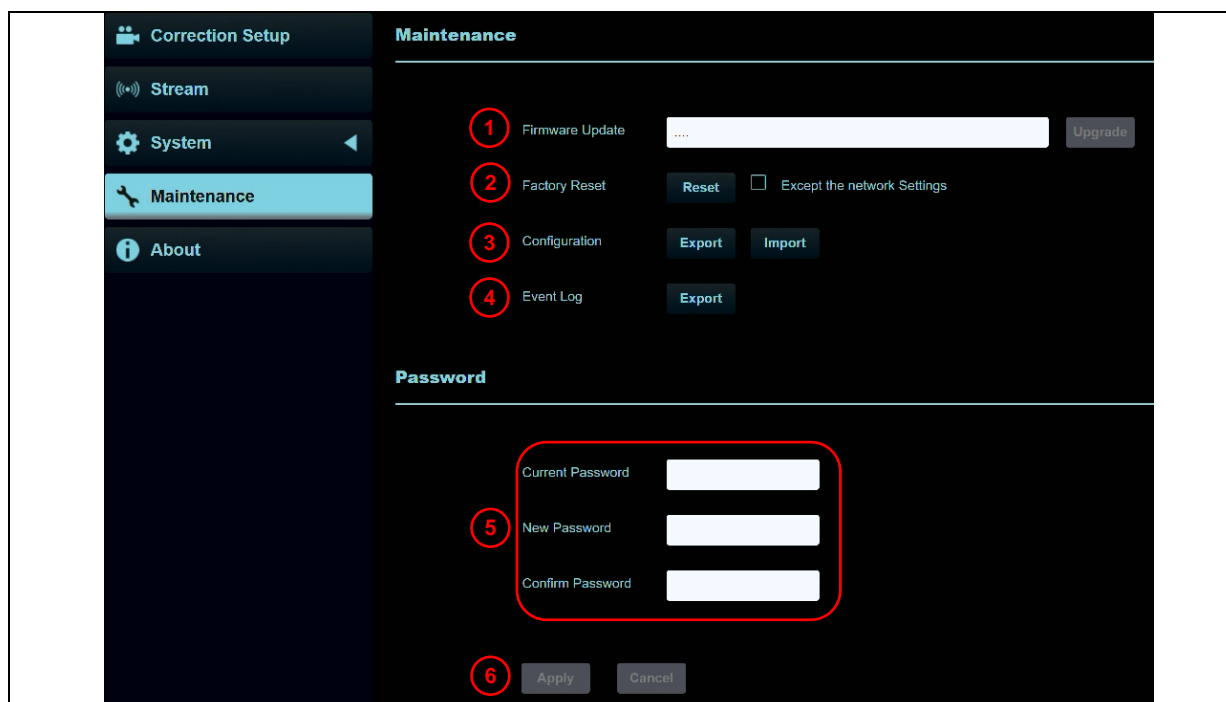 Correction Setup
Stream
System
Maintenance
About
Maintenance
1 Firmware Update .... Upgrade
2 Factory Reset Reset Except the network Settings
3 Configuration Export Import
4 Event Log Export
Password
Current Password
5 New Password
Confirm Password
6 Apply Cancel